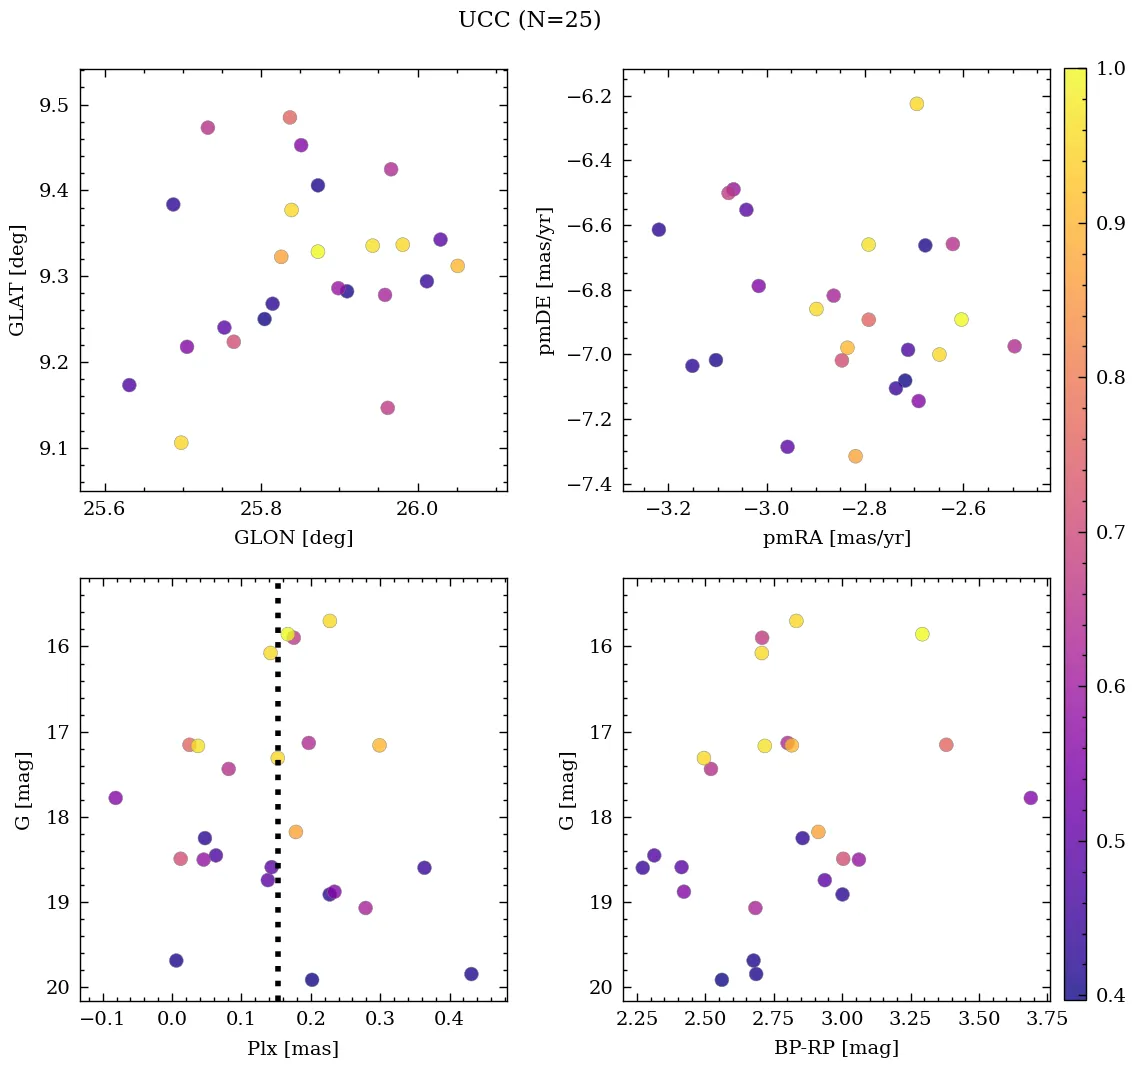 UCC (N=25)
9.5
9.4
9.3
9.2
9.1
GLAT [deg]
25.6 25.8 26.0
GLON [deg]
−6.2
−6.4
−6.6
−6.8
−7.0
−7.2
−7.4
pmDE [mas/yr]
−3.2 −3.0 −2.8 −2.6
pmRA [mas/yr]
16
17
18
19
20
G [mag]
−0.1 0.0 0.1 0.2 0.3 0.4
Plx [mas]
16
17
18
19
20
G [mag]
2.25 2.50 2.75 3.00 3.25 3.50 3.75
BP-RP [mag]
1.0
0.9
0.8
0.7
0.6
0.5
0.4